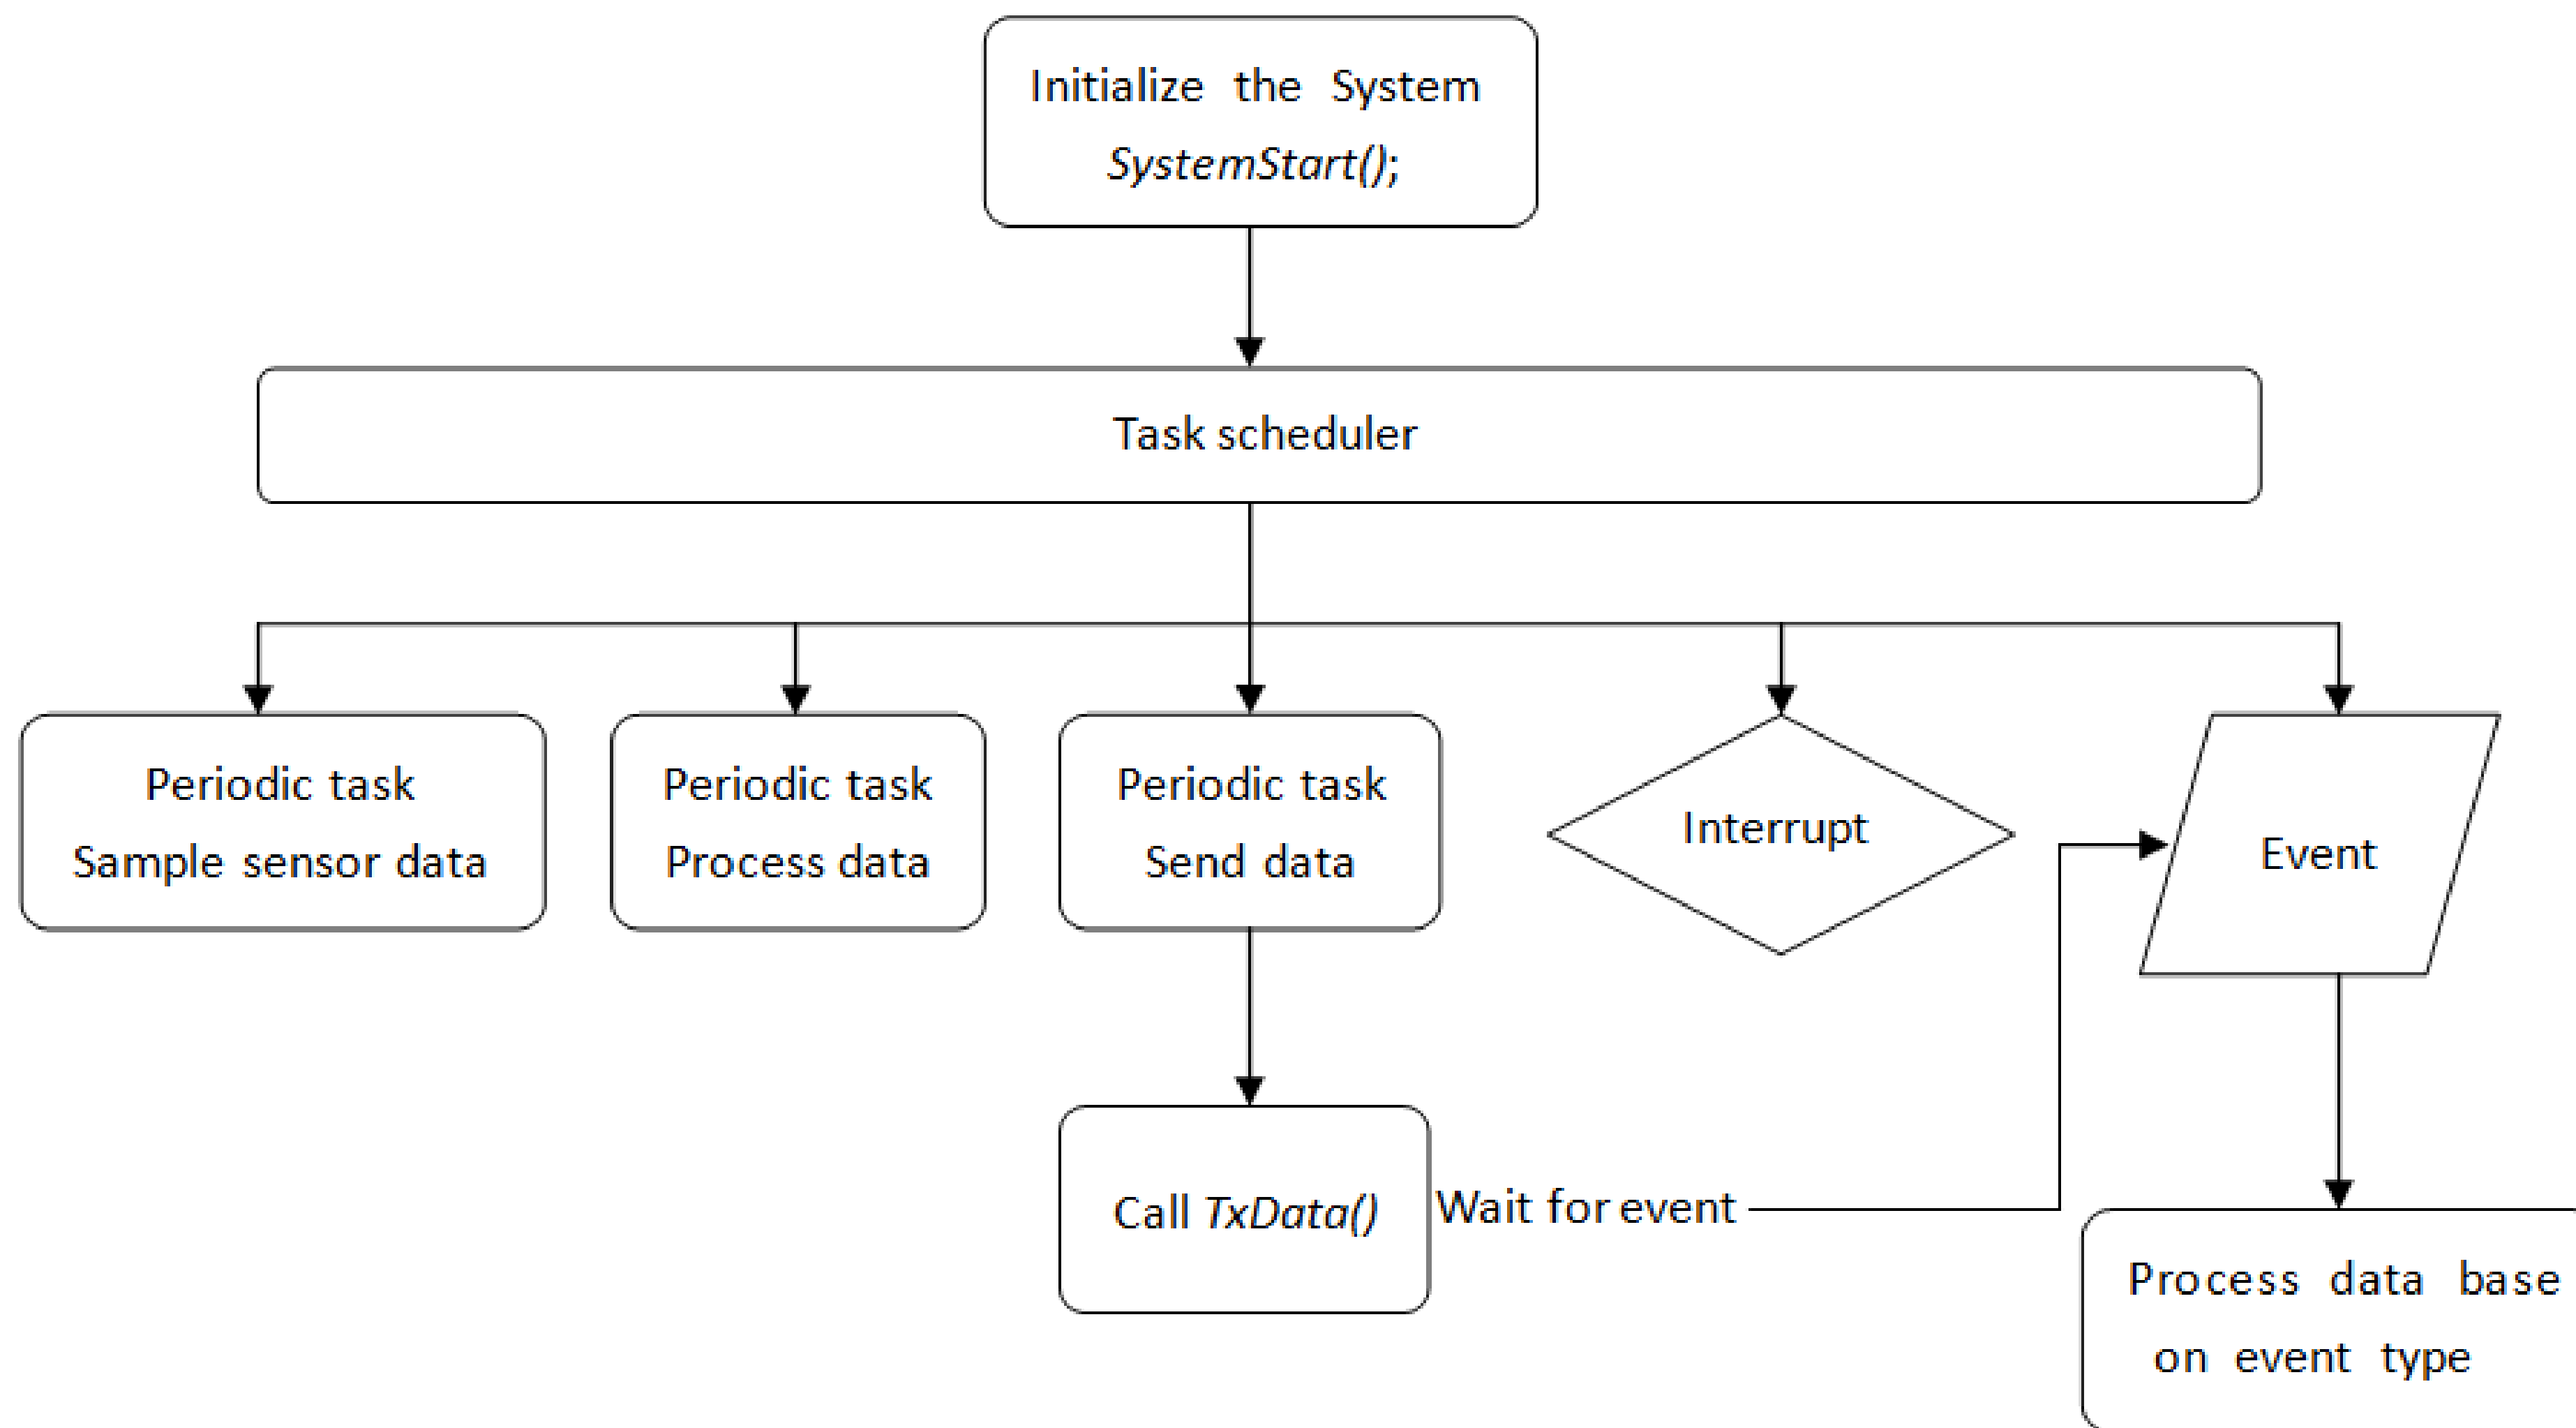 Initialize the System
SystemStart();
Task scheduler
Periodic task
Sample sensor data
Periodic task
Process data
Periodic task
Send data
Interrupt
Event
Call TxData()
Wait for event
Process data base
on event type